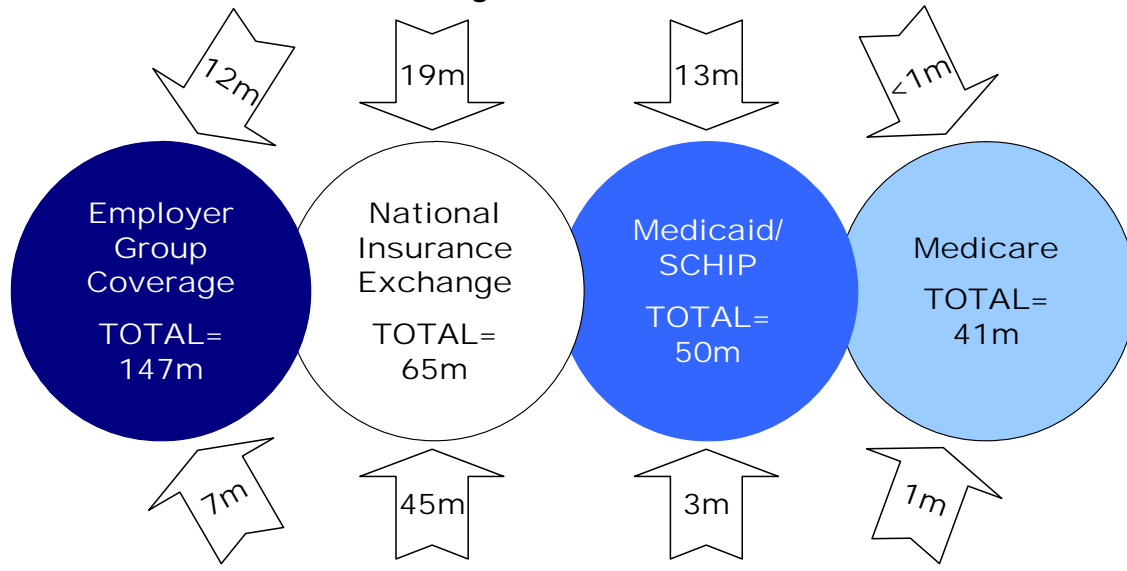 12m
19m
13m
<1m
Employer
Group
Coverage
TOTAL=
147m
National
Insurance
Exchange
TOTAL=
65m
Medicaid/
SCHIP
TOTAL=
50m
Medicare
TOTAL=
41m
7m
45m
3m
1m